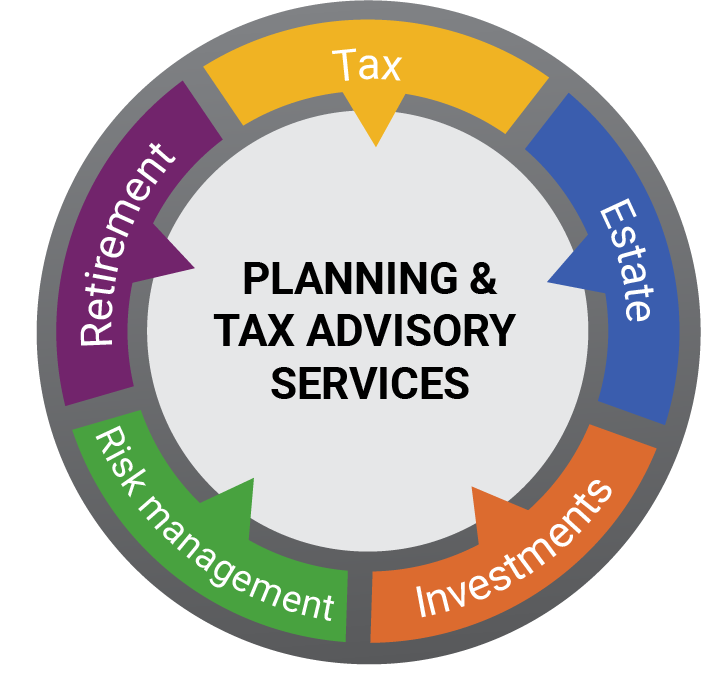 Tax
Estate
Investments
Risk management
Retirement
PLANNING &
TAX ADVISORY
SERVICES